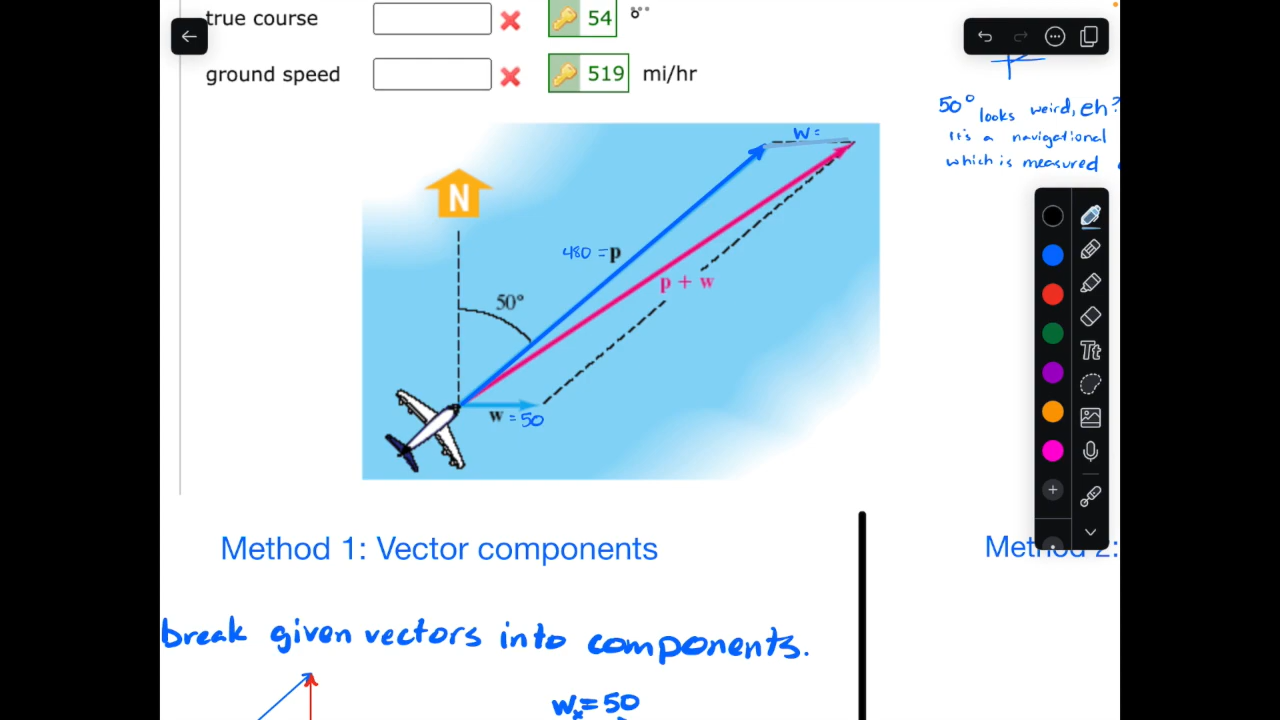 true course 54 °
ground speed 519 mi/hr
50° looks weird, eh?
It's a navigational
which is measured
W=
N
480 = p
50°
p + w
w = 50
Tt
Method 1: Vector components
Method 2:
break given vectors into components.
Wx = 50